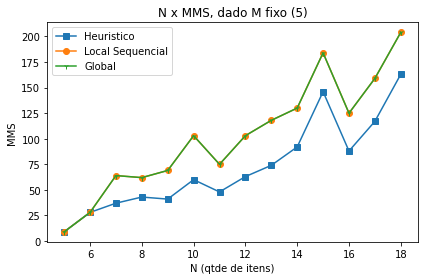 N x MMS, dado M fixo (5)
Heuristico
Local Sequencial
Global
MMS
200
175
150
125
100
75
50
25
0
6 8 10 12 14 16 18
N (qtde de itens)